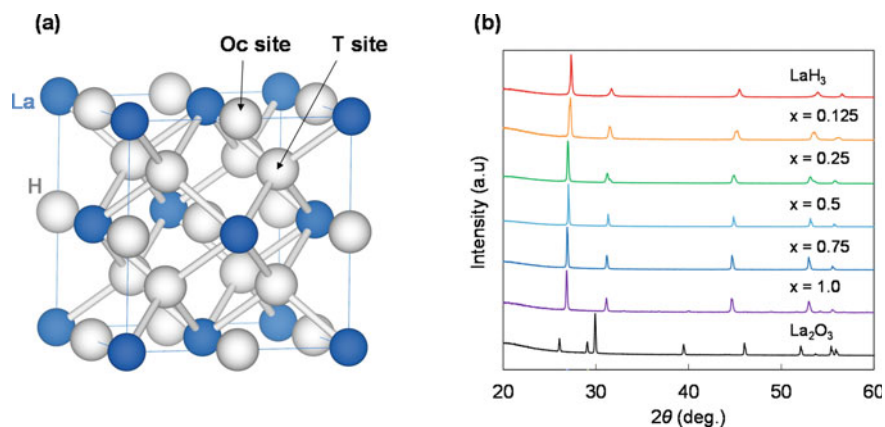 (a)
Oc site
T site
La
H
(b)
LaH₃
x = 0.125
x = 0.25
x = 0.5
x = 0.75
x = 1.0
La₂O₃
Intensity (a.u)
20 30 40 50 60
2θ (deg.)